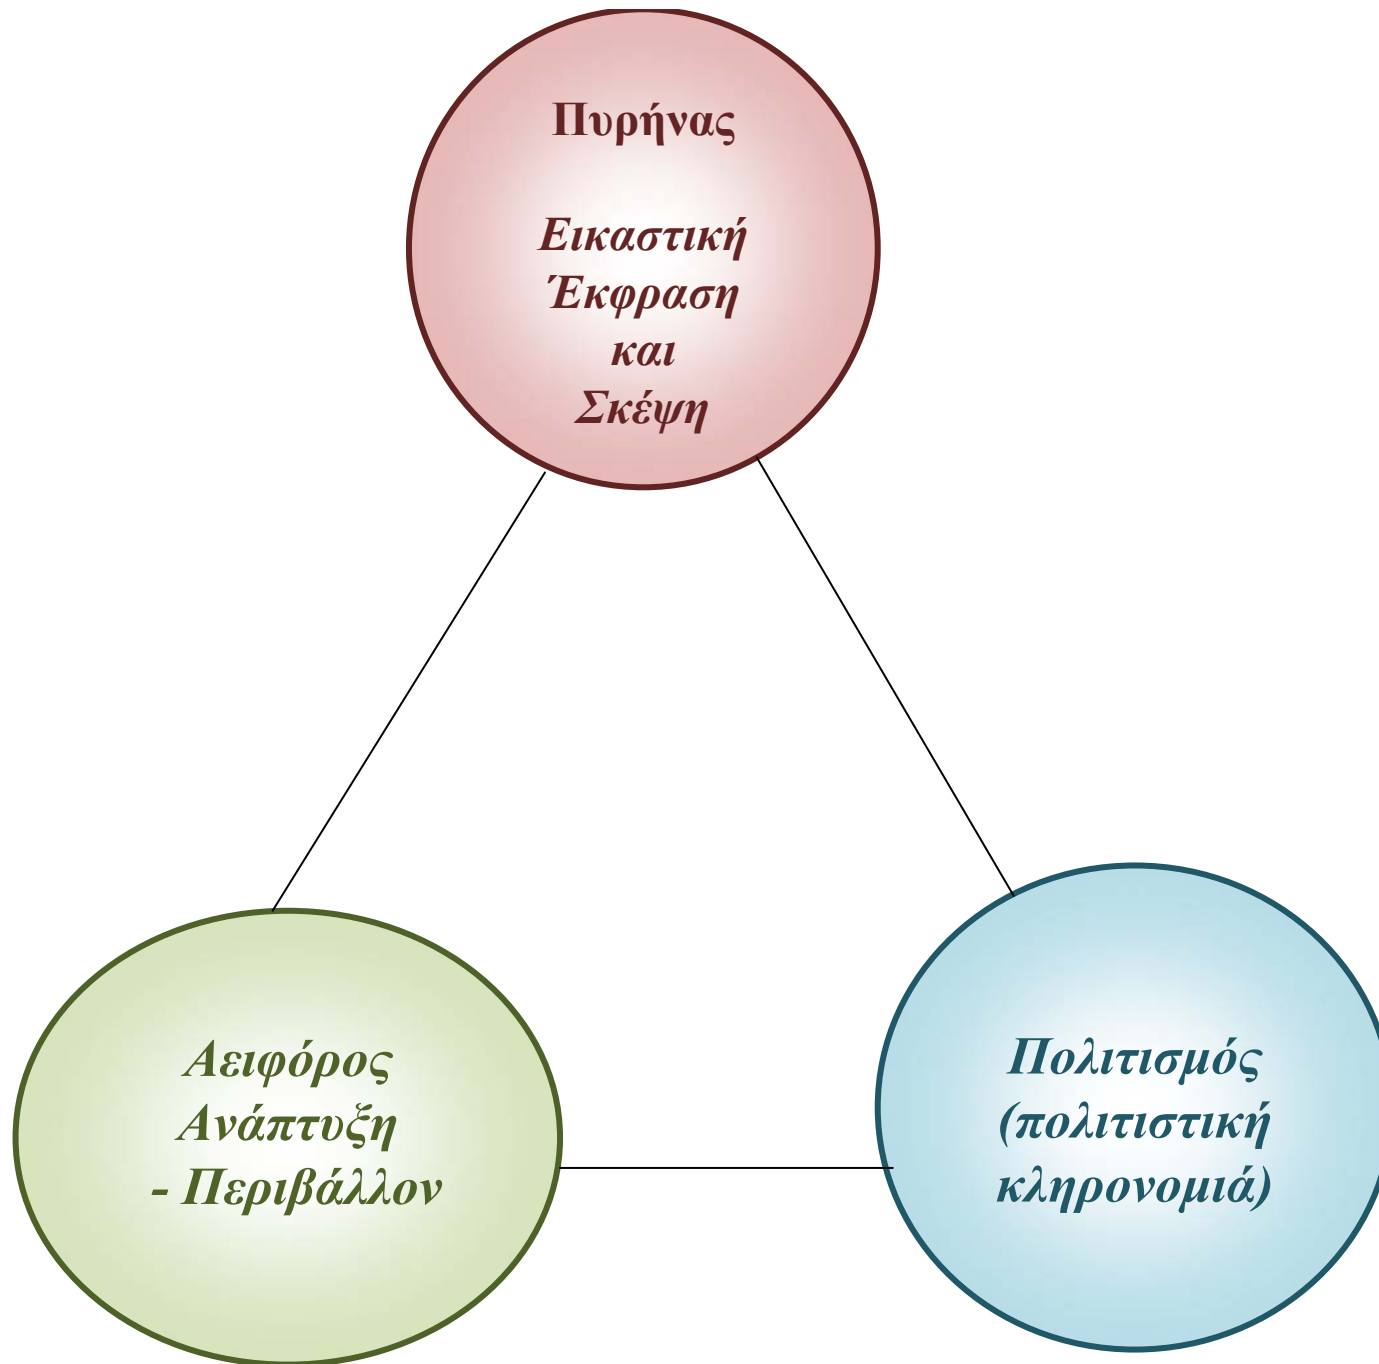 Πυρήνας
Εικαστική
Έκφραση
και
Σκέψη
Αειφόρος
Ανάπτυξη
- Περιβάλλον
Πολιτισμός
(πολιτιστική
κληρονομιά)